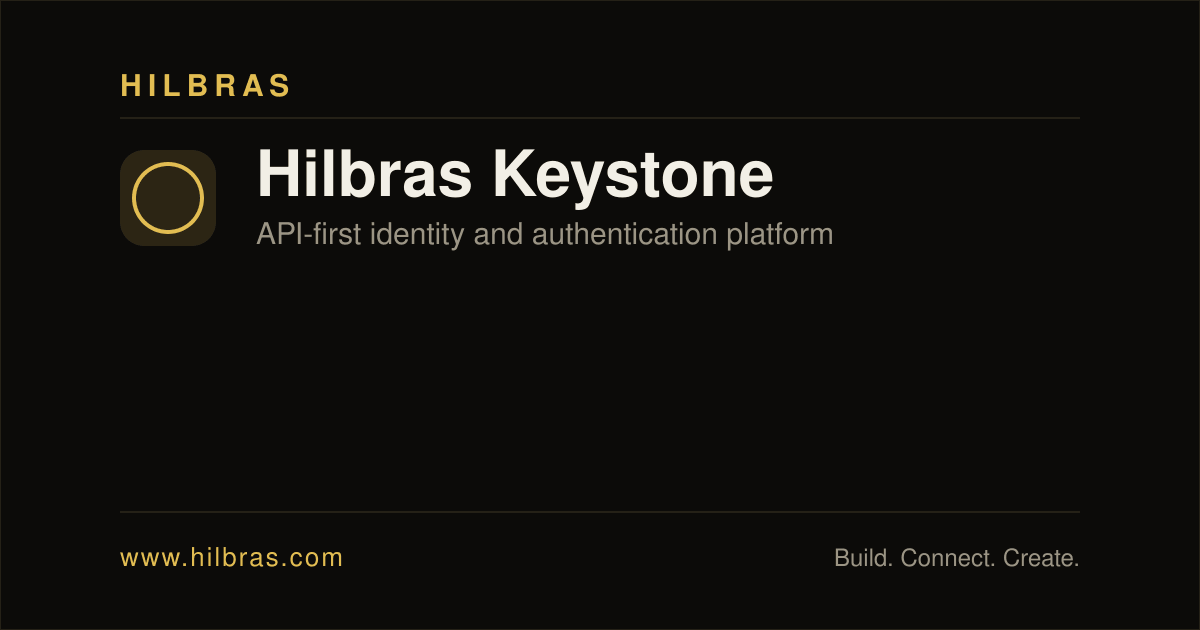 HILBRAS
Hilbras Keystone
API-first identity and authentication platform
www.hilbras.com
Build. Connect. Create.